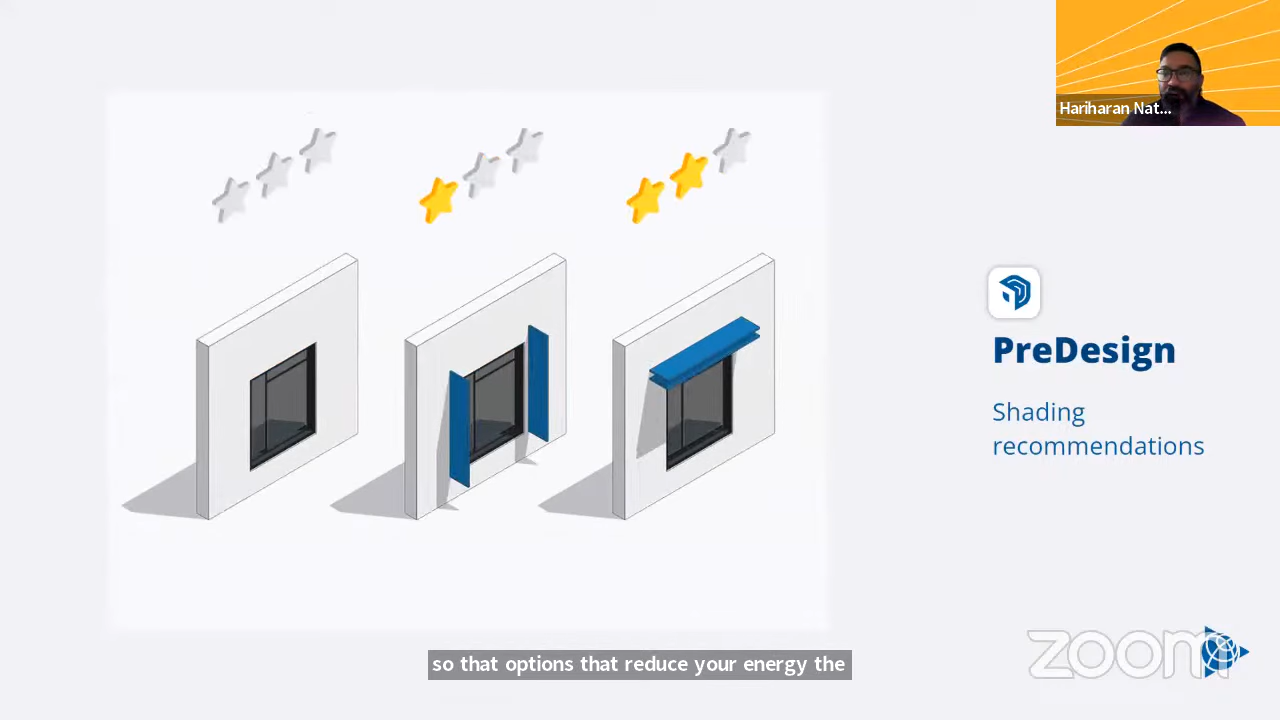 Hariharan Nat...
PreDesign
Shading
recommendations
so that options that reduce your energy the
zoom